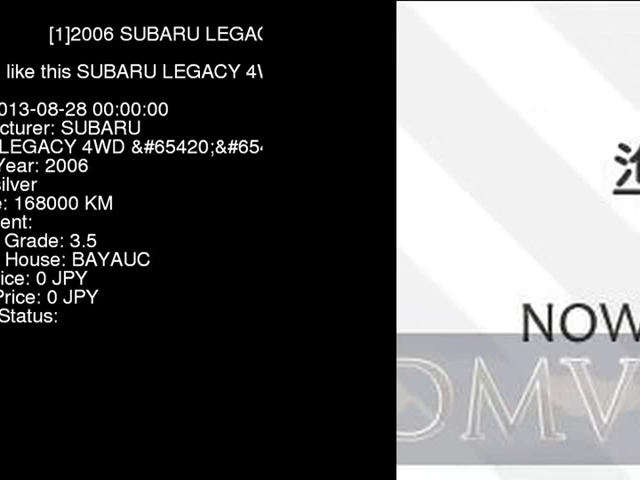 [1]2006 SUBARU LEGAC
like this SUBARU LEGACY 4\
013-08-28 00:00:00
cturer: SUBARU
LEGACY 4WD &#65420;&#654
Year: 2006
silver
e: 168000 KM
ent:
Grade: 3.5
House: BAYAUC
ice: 0 JPY
Price: 0 JPY
Status:
NOW
OMV